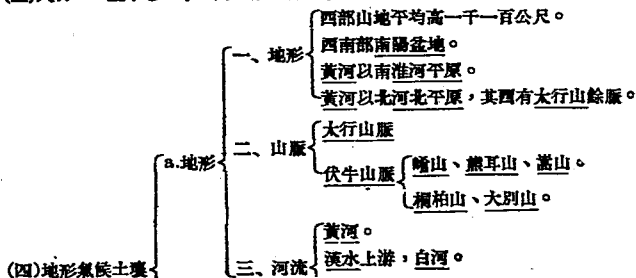 西部山地平均高一千一百公尺。
一、地形
西南部南陽盆地。
黃河以南淮河平原。
黃河以北河北平原，其西有太行山餘脈。
太行山脈
a.地形
二、山脈
伏牛山脈
崤山、熊耳山、嵩山。
桐柏山、大別山。
黃河。
(四)地形氣候土壤
三、河流
漢水上游，白河。